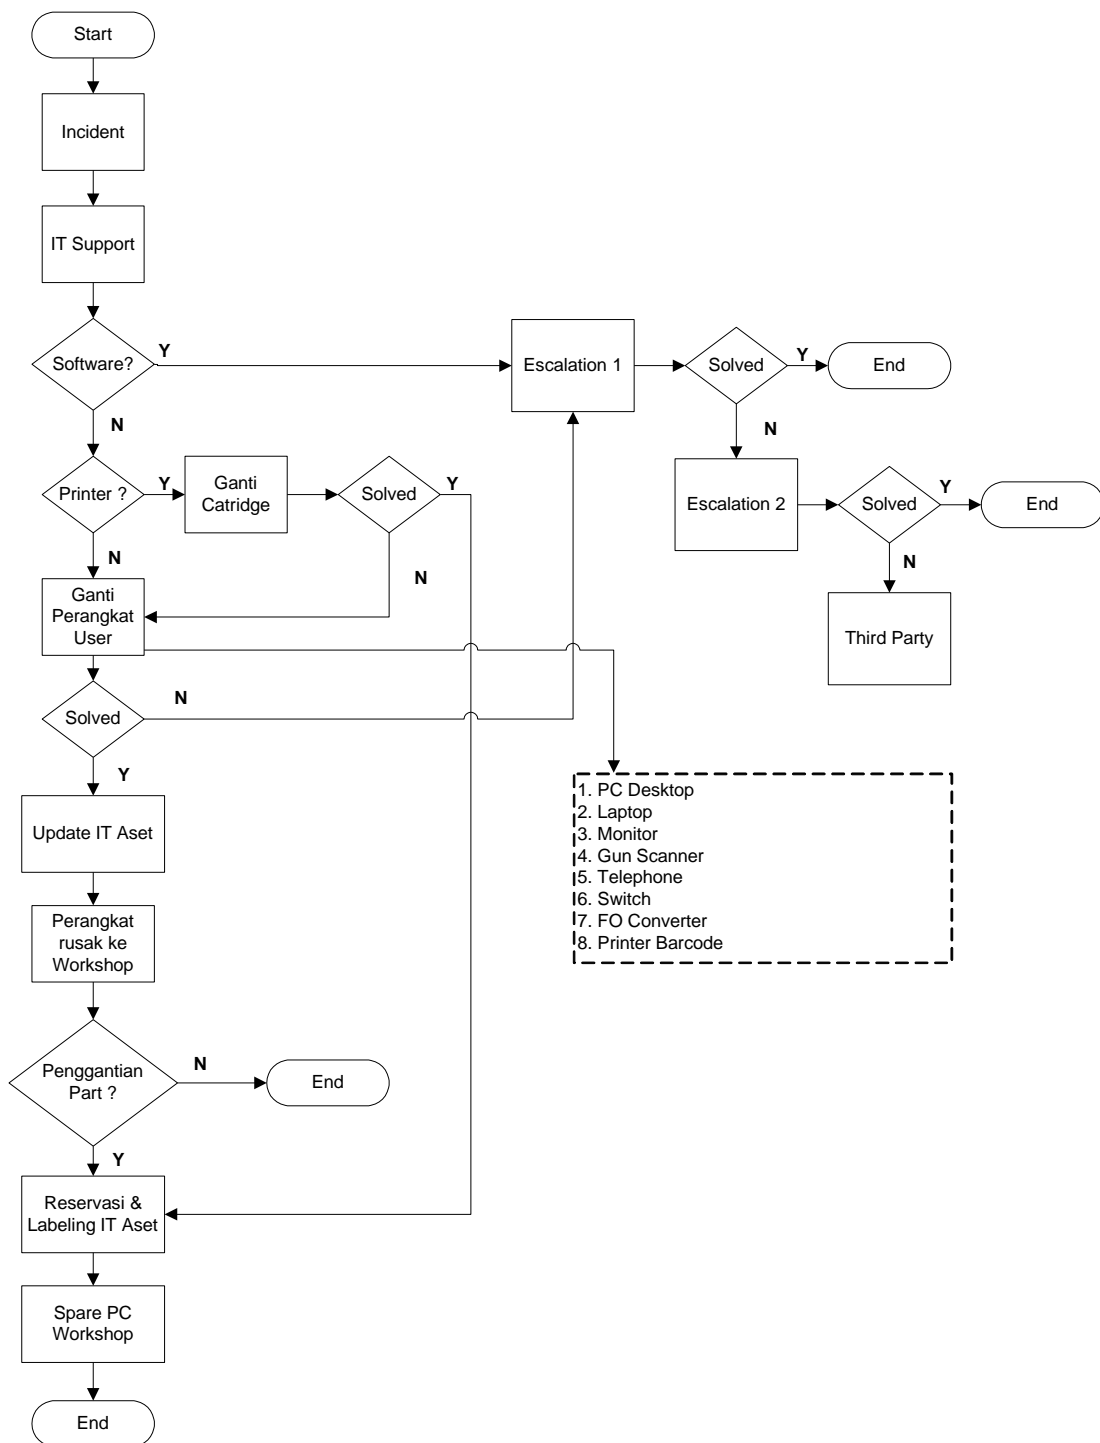 Start
Incident
IT Support
Software?
Y
Escalation 1
Solved
Y
End
N
N
Printer ?
Y
Ganti
Catridge
Solved
Y
Escalation 2
Solved
Y
End
N
N
N
Ganti
Perangkat
User
Third Party
Solved
N
Y
1. PC Desktop
2. Laptop
3. Monitor
4. Gun Scanner
5. Telephone
6. Switch
7. FO Converter
8. Printer Barcode
Update IT Aset
Perangkat
rusak ke
Workshop
Penggantian
Part ?
N
End
Y
Reservasi &
Labeling IT Aset
Spare PC
Workshop
End